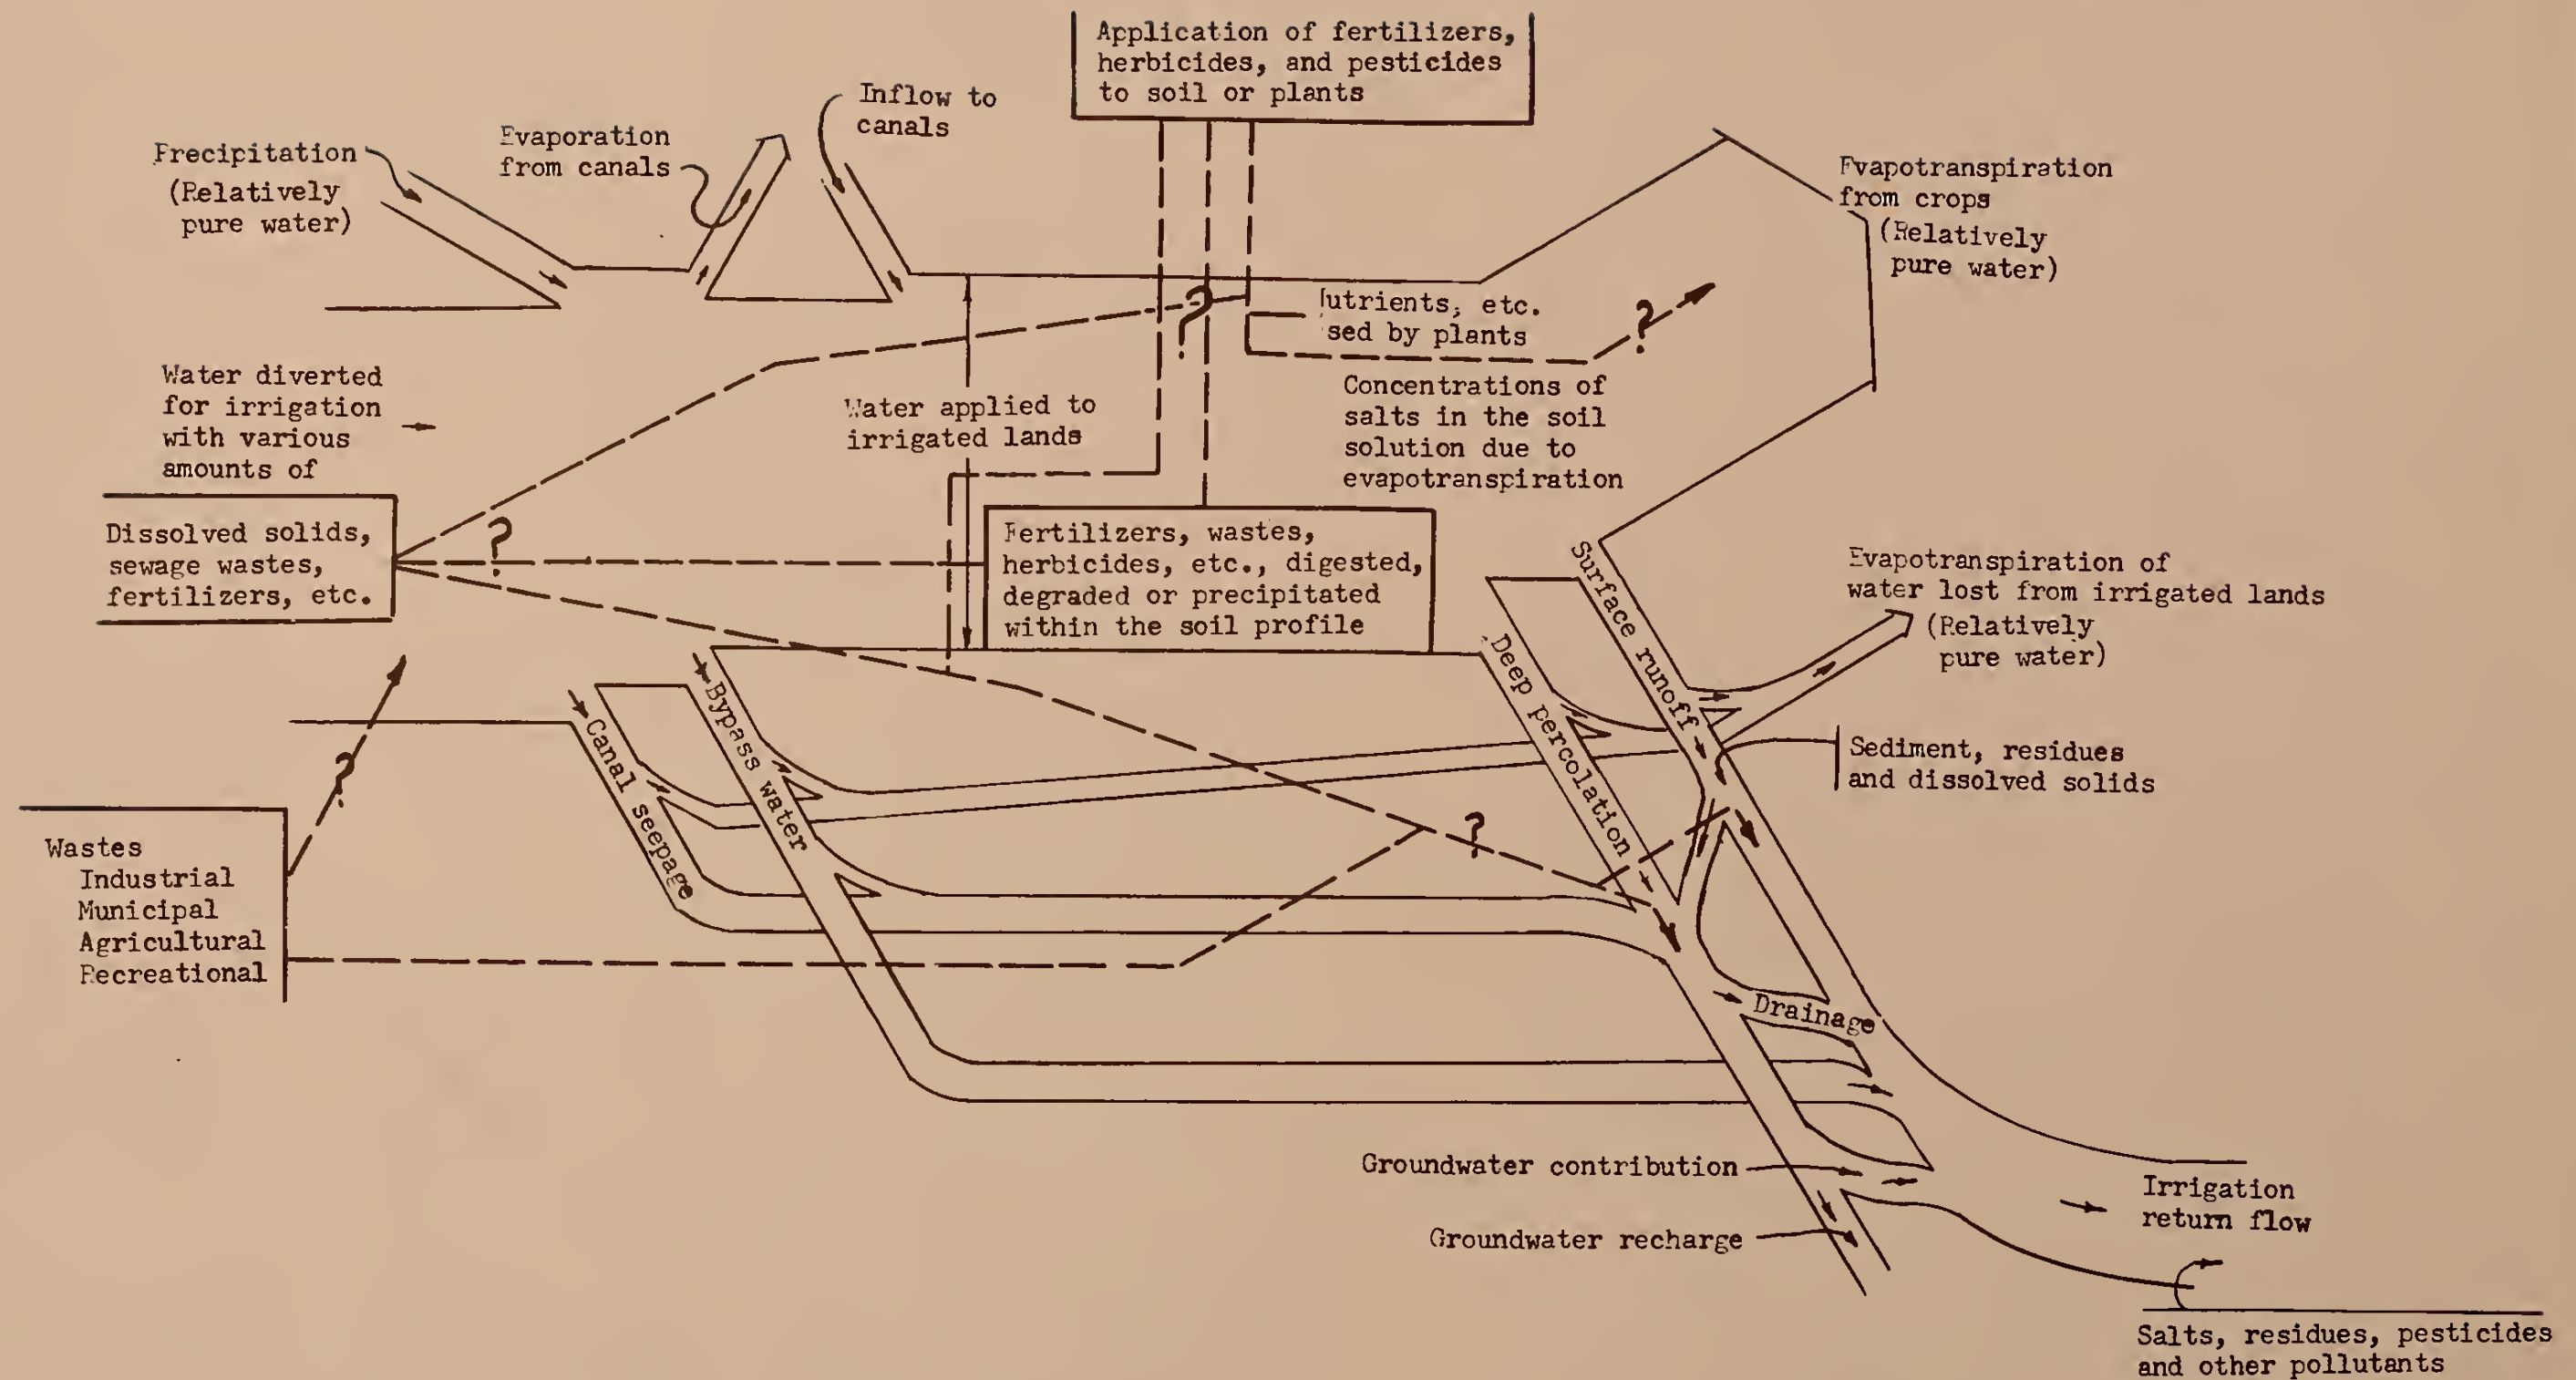 Application of fertilizers,
herbicides, and pesticides
to soil or plants
Inflow to
canals
Evaporation
from canals
Precipitation
(Relatively
pure water)
Evapotranspiration
from crops
(Relatively
pure water)
?
utrients, etc.
sed by plants
?
Water diverted
for irrigation
with various
amounts of
Water applied to
irrigated lands
Concentrations of
salts in the soil
solution due to
evapotranspiration
Dissolved solids,
sewage wastes,
fertilizers, etc.
?
Fertilizers, wastes,
herbicides, etc., digested,
degraded or precipitated
within the soil profile
Surface runoff
Evapotranspiration of
water lost from irrigated lands
(Relatively
pure water)
Deep percolation
Bypass water
Canal seepage
Sediment, residues
and dissolved solids
?
?
Wastes
Industrial
Municipal
Agricultural
Recreational
Drainage
Groundwater contribution
Groundwater recharge
Irrigation
return flow
Salts, residues, pesticides
and other pollutants